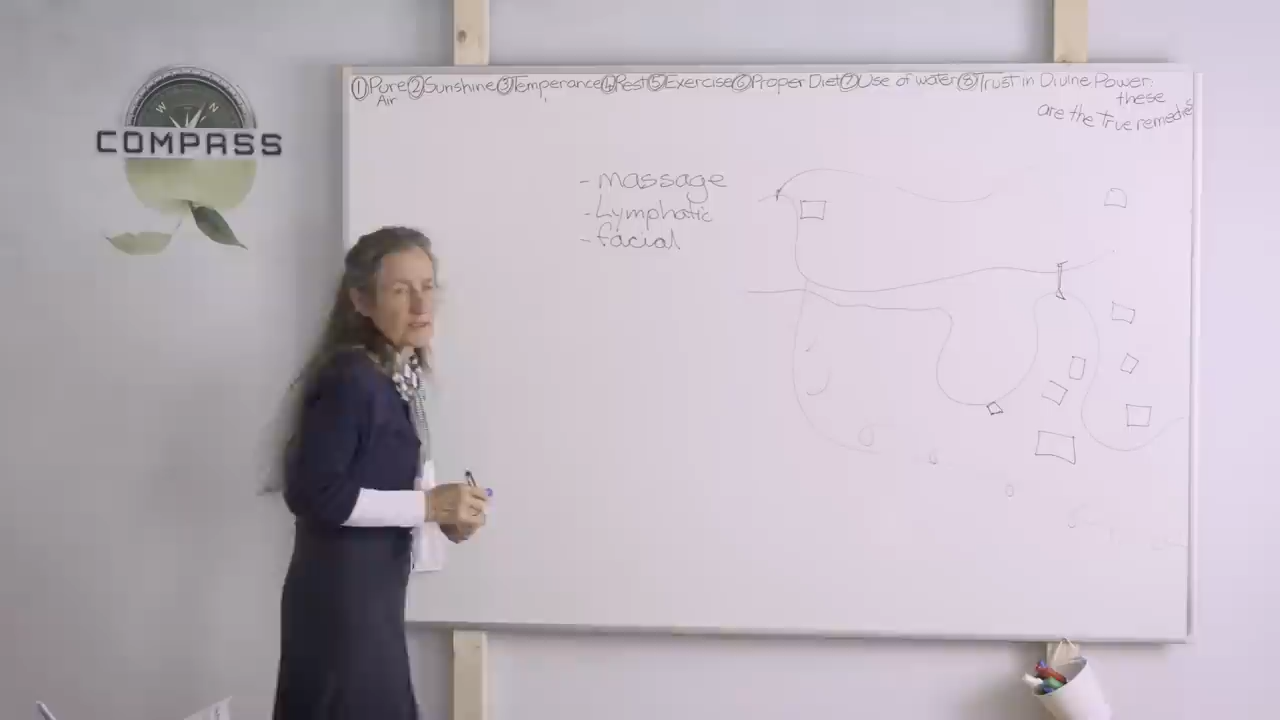 ①Pure ②Sunshine ③Temperance ④Rest ⑤Exercise ⑥Proper Diet ⑦Use of water ⑧Trust in Divine Power.
Air
these
are the True remedies
- massage
- Lymphatic
- facial
W N
COMPASS